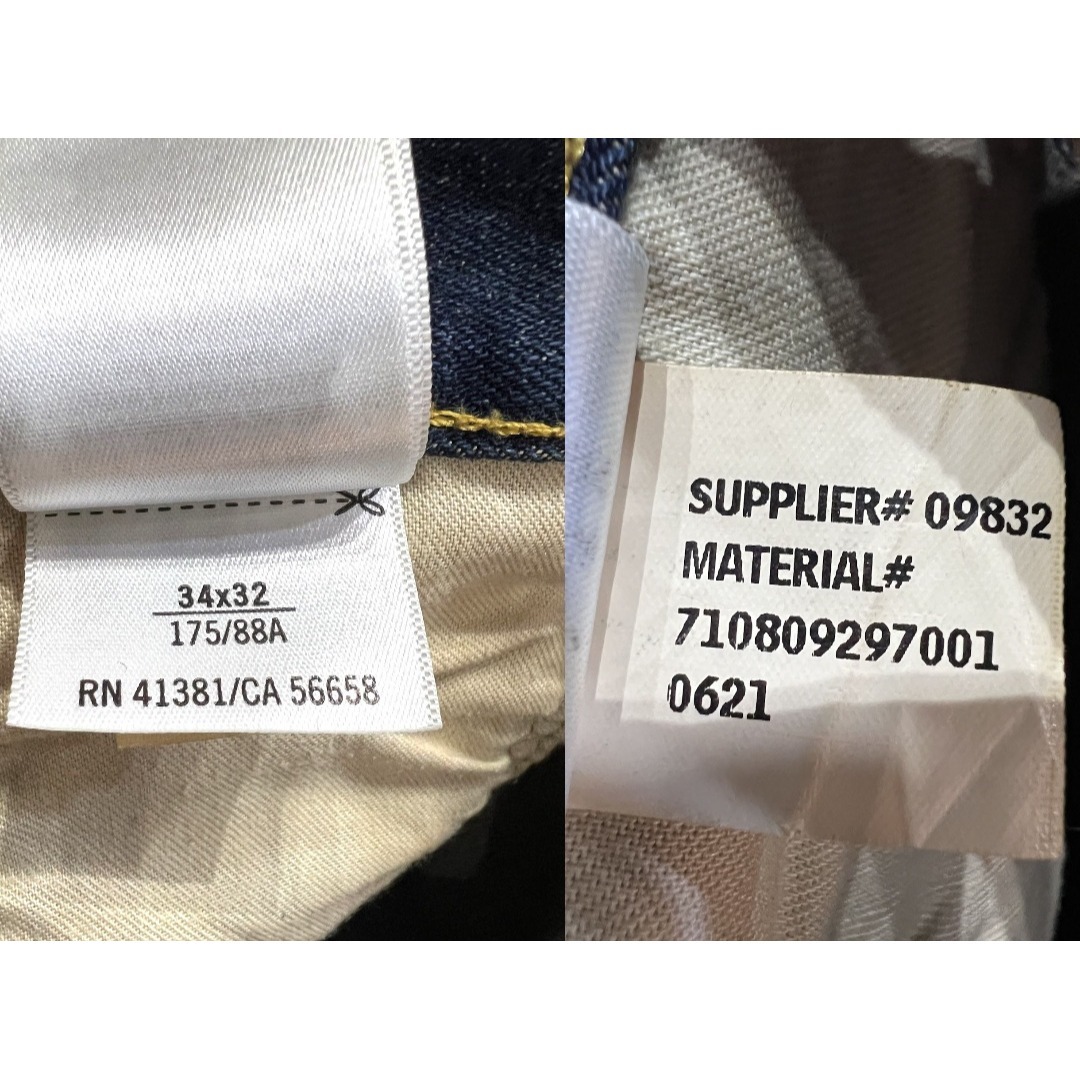 34x32
175/88A
RN 41381/CA 56658
SUPPLIER# 09832
MATERIAL#
710809297001
0621